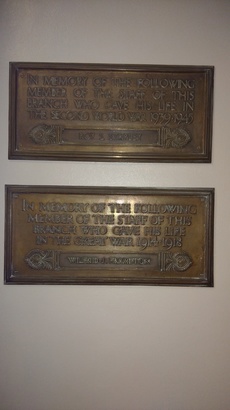 IN MEMORY OF THE FOLLOWING
MEMBER OF THE STAFF OF THIS
BRANCH WHO GAVE HIS LIFE IN
THE SECOND WORLD WAR 1939-1945
IN MEMORY OF THE FOLLOWING
MEMBER OF THE STAFF OF THIS
BRANCH WHO GAVE HIS LIFE
IN THE GREAT WAR 1914-1918